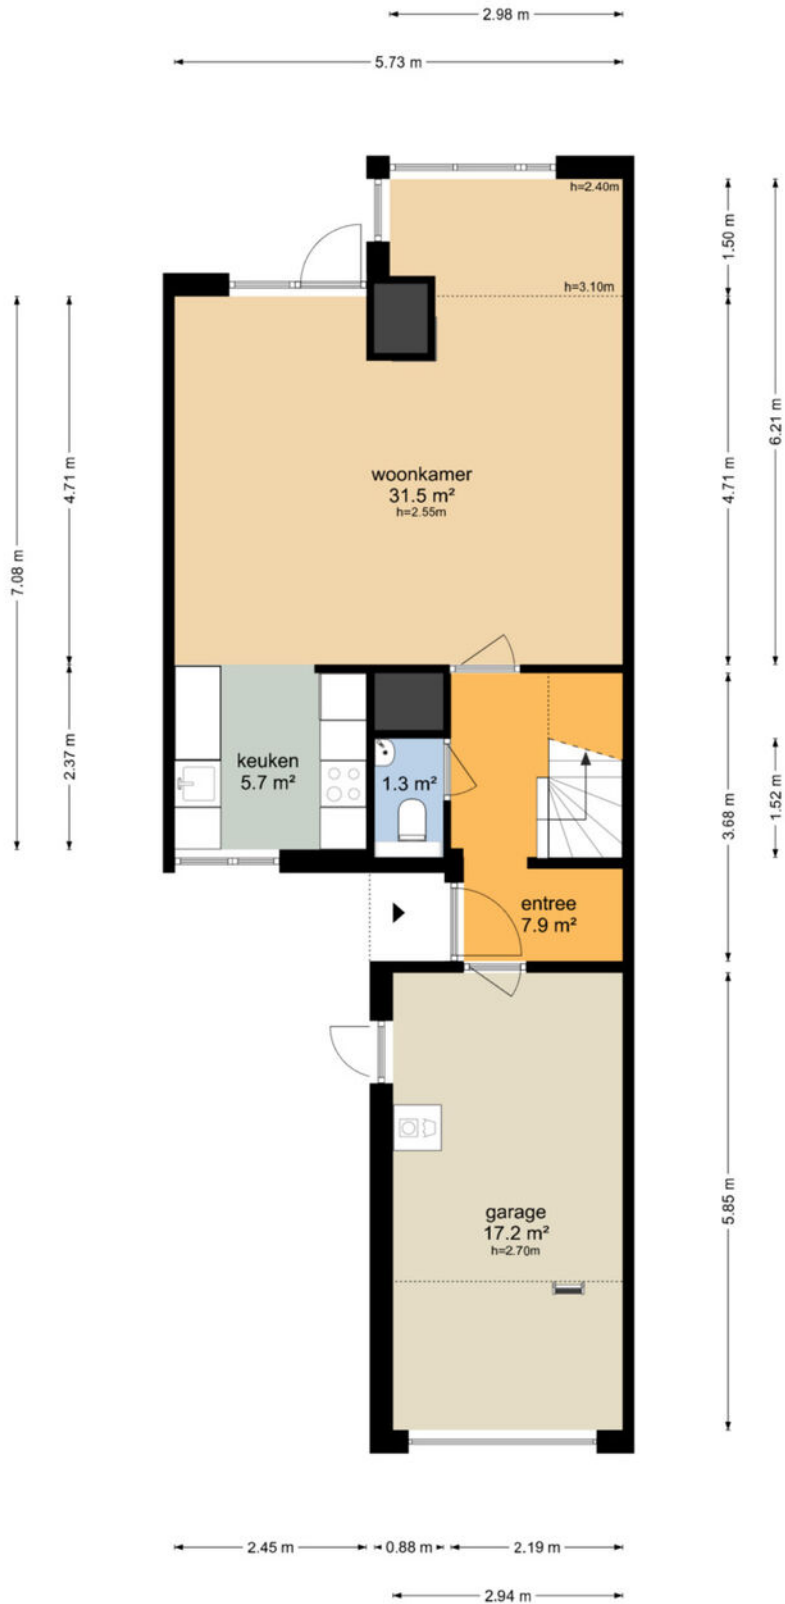 2.98 m
5.73 m
h=2.40m
1.50 m
h=3.10m
6.21 m
4.71 m
4.71 m
woonkamer
31.5 m²
h=2.55m
7.08 m
2.37 m
keuken
5.7 m²
1.3 m²
1.52 m
3.68 m
entree
7.9 m²
5.85 m
garage
17.2 m²
h=2.70m
2.45 m
0.88 m
2.19 m
2.94 m